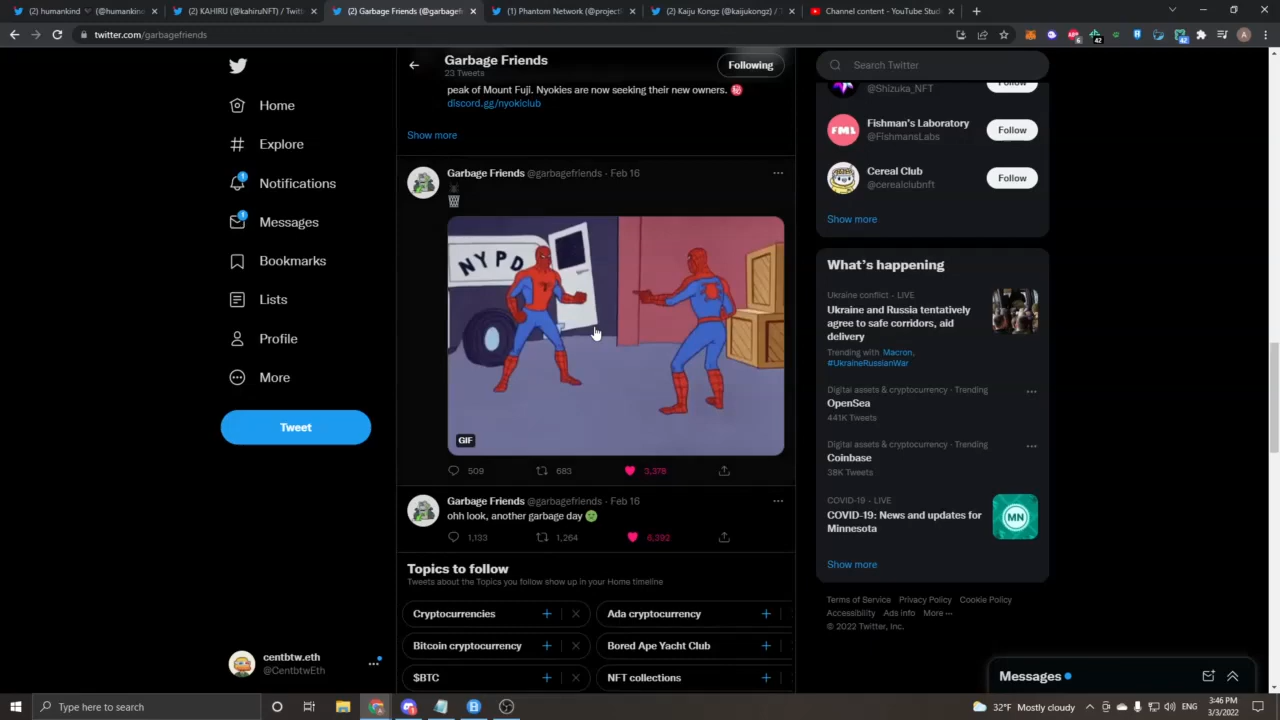 (2) humankind
(@humankin
(2) KAHIRU (@kahiruNFT) / Twitt
(2) Garbage Friends (@garbagef
(1) Phantom Network (@project
(2) Kaiju Kongz (@kaijukongz) /
Channel content - YouTube Stud
twitter.com/garbagefriends
Home
Explore
Notifications
Messages
Bookmarks
Lists
Profile
More
Tweet
centbtw.eth
@CentbtwEth
Garbage Friends
23 Tweets
Following
peak of Mount Fuji. Nyokies are now seeking their new owners.
discord.gg/nyokiclub
Show more
Garbage Friends @garbagefriends · Feb 16
NYPD
GIF
509 683 3,378
Garbage Friends @garbagefriends · Feb 16
ohh look, another garbage day
1,133 1,264 6,392
Topics to follow
Tweets about the Topics you follow show up in your Home timeline
Cryptocurrencies
Ada cryptocurrency
Bitcoin cryptocurrency
Bored Ape Yacht Club
$BTC
NFT collections
Search Twitter
@Shizuka_NFT
Follow
FML
Fishman's Laboratory
@FishmansLabs
Follow
Cereal Club
@cerealclubnft
Follow
Show more
What's happening
Ukraine conflict · LIVE
Ukraine and Russia tentatively
agree to safe corridors, aid
delivery
Trending with Macron,
#UkraineRussianWar
Digital assets & cryptocurrency · Trending
OpenSea
441K Tweets
Digital assets & cryptocurrency · Trending
Coinbase
38K Tweets
COVID-19 · LIVE
COVID-19: News and updates for
Minnesota
MN
Show more
Terms of Service Privacy Policy Cookie Policy
Accessibility Ads info More ···
© 2022 Twitter, Inc.
Messages
Type here to search
32°F Mostly cloudy
3:46 PM
3/3/2022